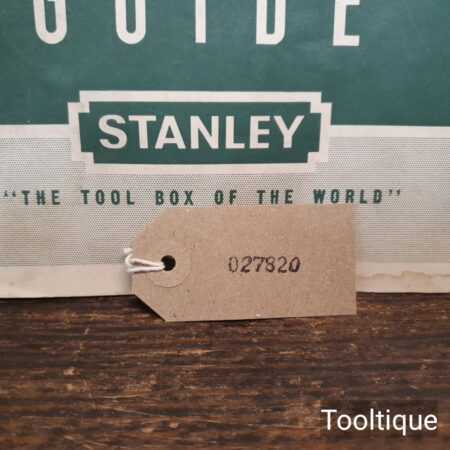 GUIDE
STANLEY
"THE TOOL BOX OF THE WORLD"
027820
Tooltique